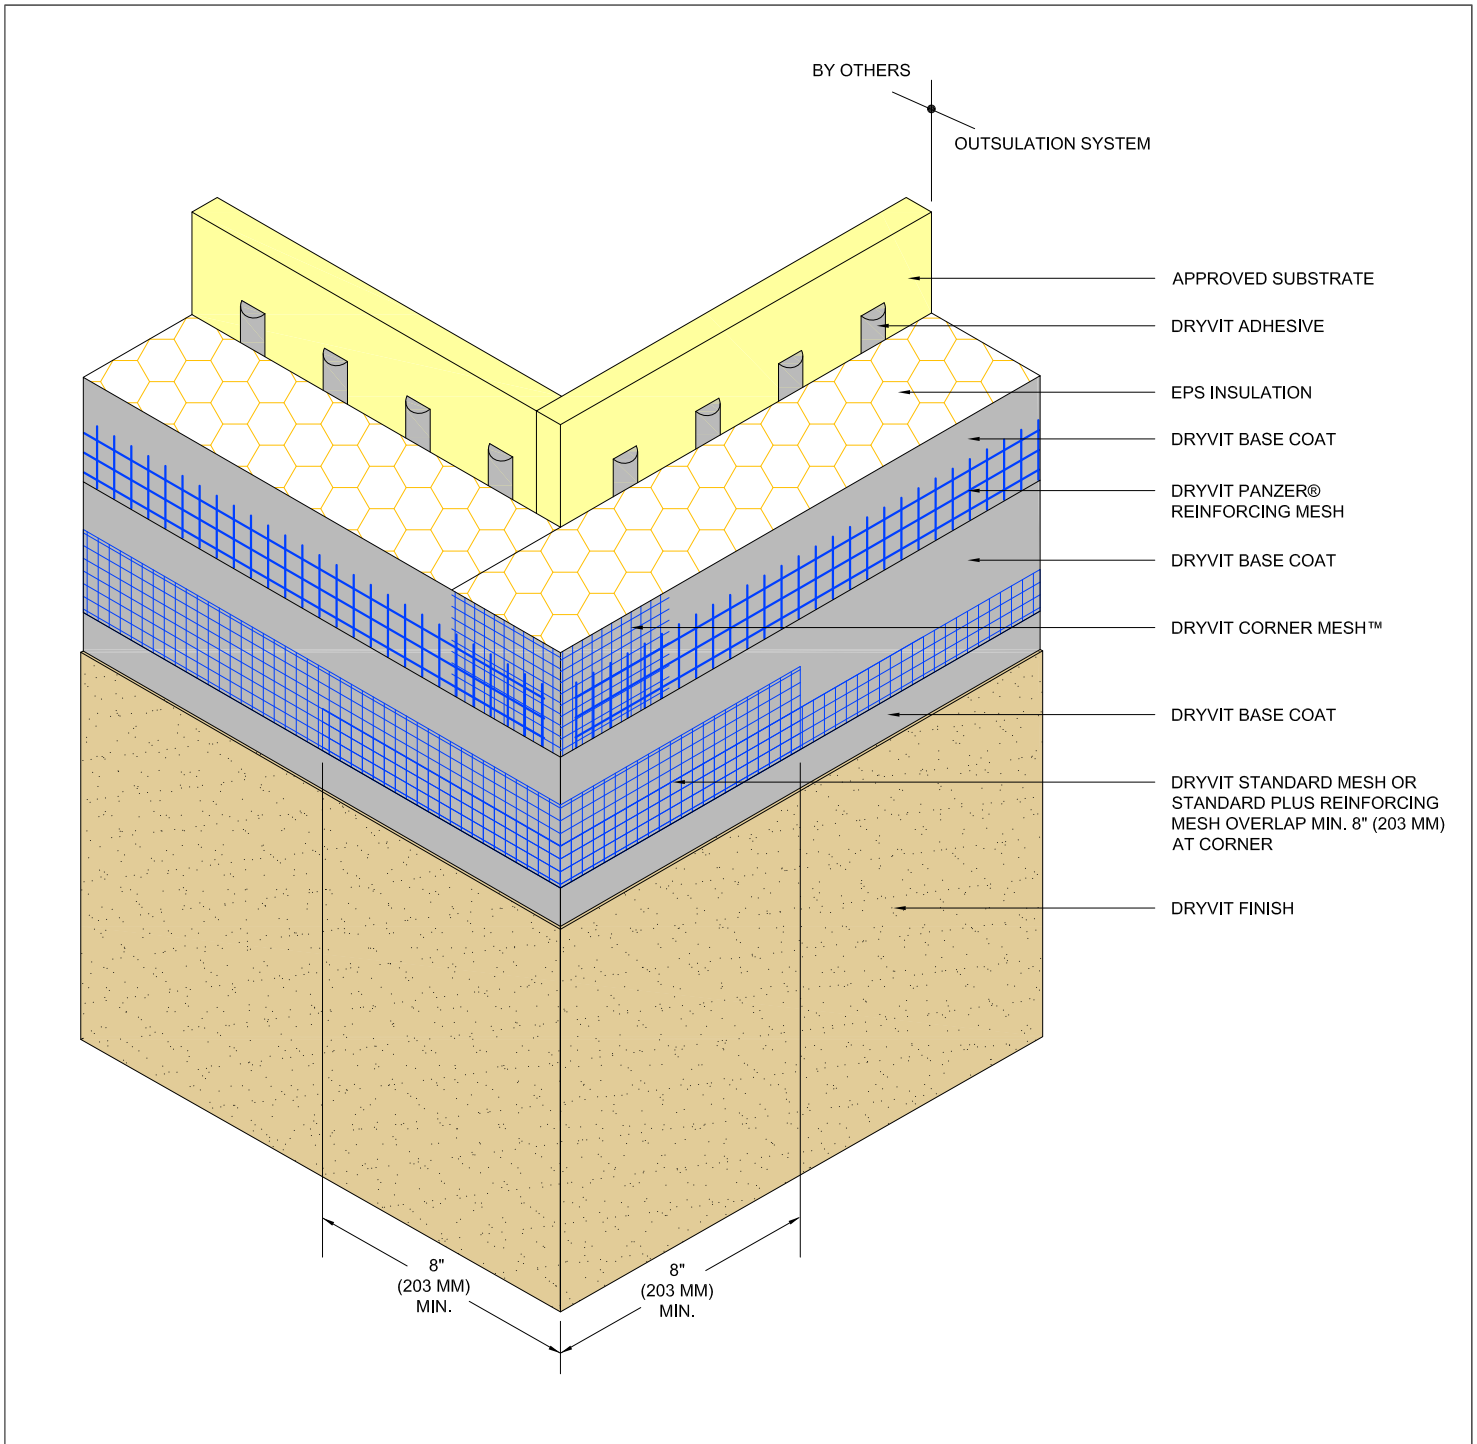 BY OTHERS
OUTSULATION SYSTEM
APPROVED SUBSTRATE
DRYVIT ADHESIVE
EPS INSULATION
DRYVIT BASE COAT
DRYVIT PANZER®
REINFORCING MESH
DRYVIT BASE COAT
DRYVIT CORNER MESH™
DRYVIT BASE COAT
DRYVIT STANDARD MESH OR
STANDARD PLUS REINFORCING
MESH OVERLAP MIN. 8" (203 MM)
AT CORNER
DRYVIT FINISH
8"
(203 MM)
MIN.
8"
(203 MM)
MIN.